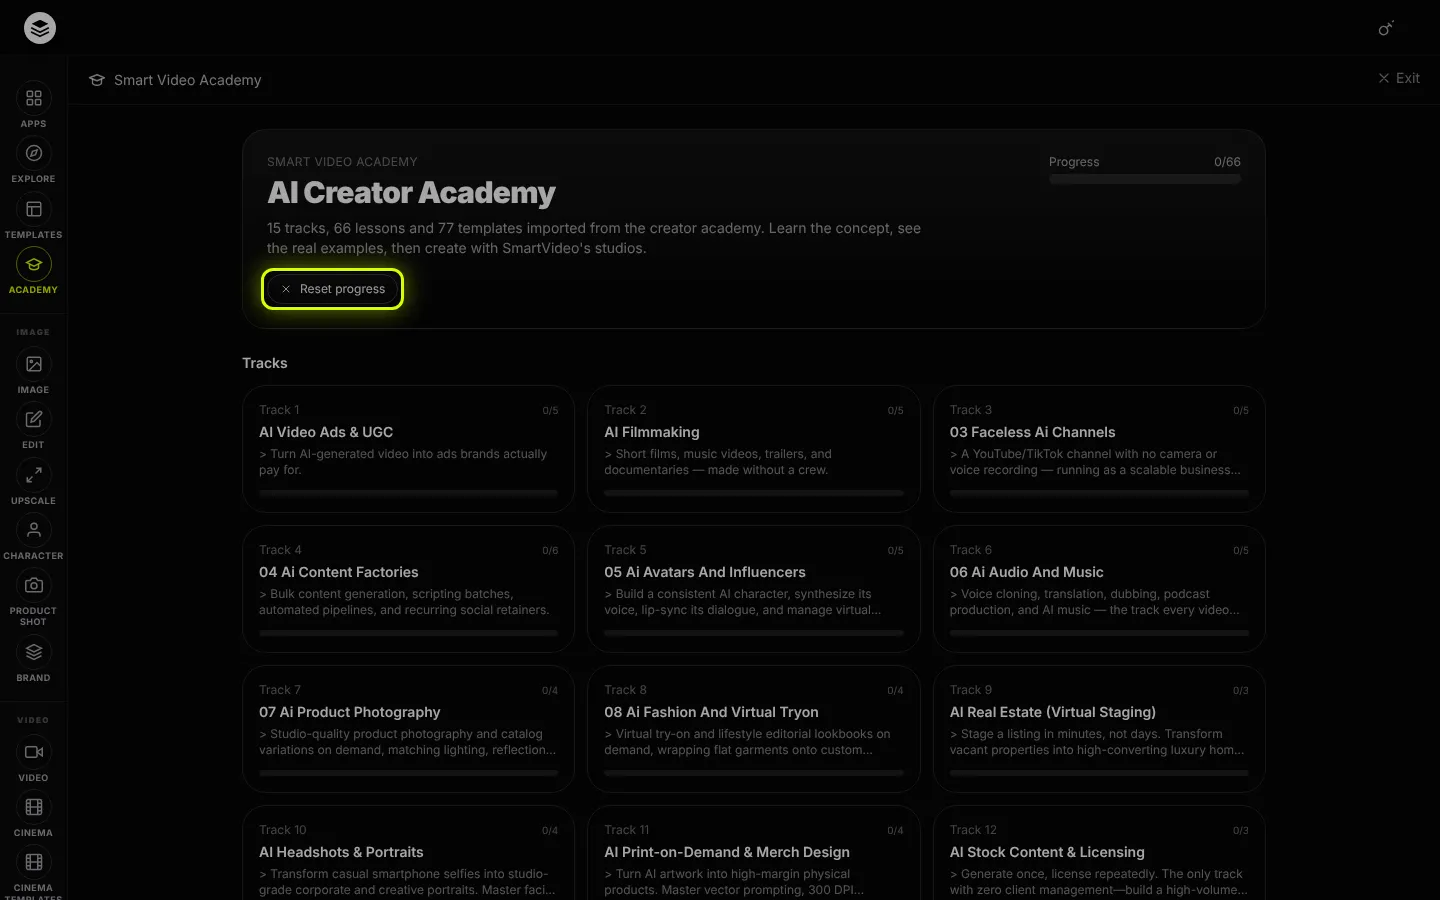 Smart Video Academy
Exit
APPS
EXPLORE
TEMPLATES
ACADEMY
IMAGE
IMAGE
EDIT
UPSCALE
CHARACTER
PRODUCT
SHOT
BRAND
VIDEO
VIDEO
CINEMA
CINEMA
TEMPLATES
SMART VIDEO ACADEMY
AI Creator Academy
15 tracks, 66 lessons and 77 templates imported from the creator academy. Learn the concept, see
the real examples, then create with SmartVideo's studios.
Reset progress
Progress 0/66
Tracks
Track 1 0/5
AI Video Ads & UGC
> Turn AI-generated video into ads brands actually
pay for.
Track 2 0/5
AI Filmmaking
> Short films, music videos, trailers, and
documentaries — made without a crew.
Track 3 0/5
03 Faceless Ai Channels
> A YouTube/TikTok channel with no camera or
voice recording — running as a scalable business...
Track 4 0/6
04 Ai Content Factories
> Bulk content generation, scripting batches,
automated pipelines, and recurring social retainers.
Track 5 0/5
05 Ai Avatars And Influencers
> Build a consistent AI character, synthesize its
voice, lip-sync its dialogue, and manage virtual...
Track 6 0/5
06 Ai Audio And Music
> Voice cloning, translation, dubbing, podcast
production, and AI music — the track every video...
Track 7 0/4
07 Ai Product Photography
> Studio-quality product photography and catalog
variations on demand, matching lighting, reflection...
Track 8 0/4
08 Ai Fashion And Virtual Tryon
> Virtual try-on and lifestyle editorial lookbooks on
demand, wrapping flat garments onto custom...
Track 9 0/3
AI Real Estate (Virtual Staging)
> Stage a listing in minutes, not days. Transform
vacant properties into high-converting luxury hom...
Track 10 0/4
AI Headshots & Portraits
> Transform casual smartphone selfies into studio-
grade corporate and creative portraits. Master faci...
Track 11 0/4
AI Print-on-Demand & Merch Design
> Turn AI artwork into high-margin physical
products. Master vector prompting, 300 DPI...
Track 12 0/3
AI Stock Content & Licensing
> Generate once, license repeatedly. The only track
with zero client management—build a high-volume...